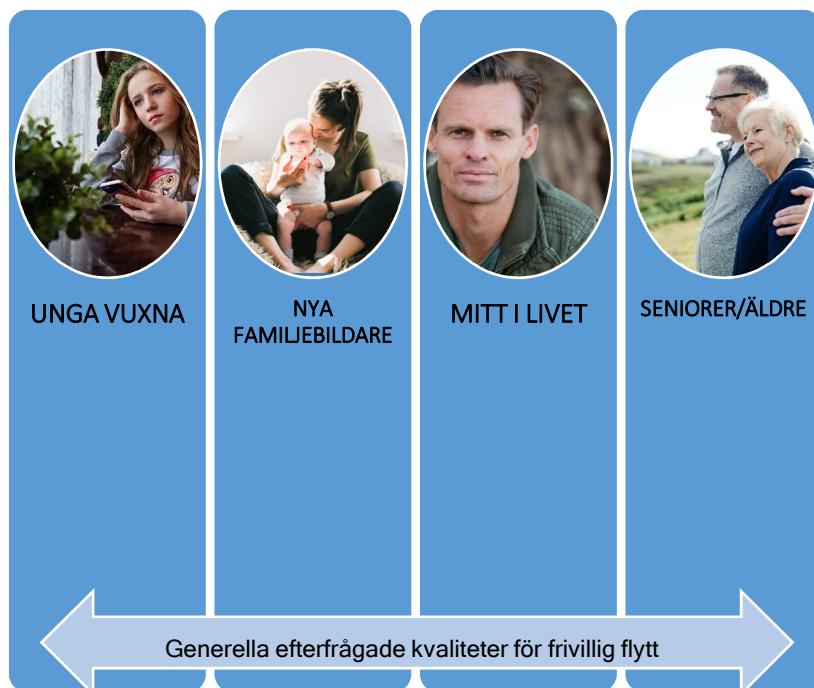 UNGA VUXNA
NYA
FAMILJEBILDARE
MITT I LIVET
SENIORER/ÄLDRE
Generella efterfrågade kvaliteter för frivillig flytt